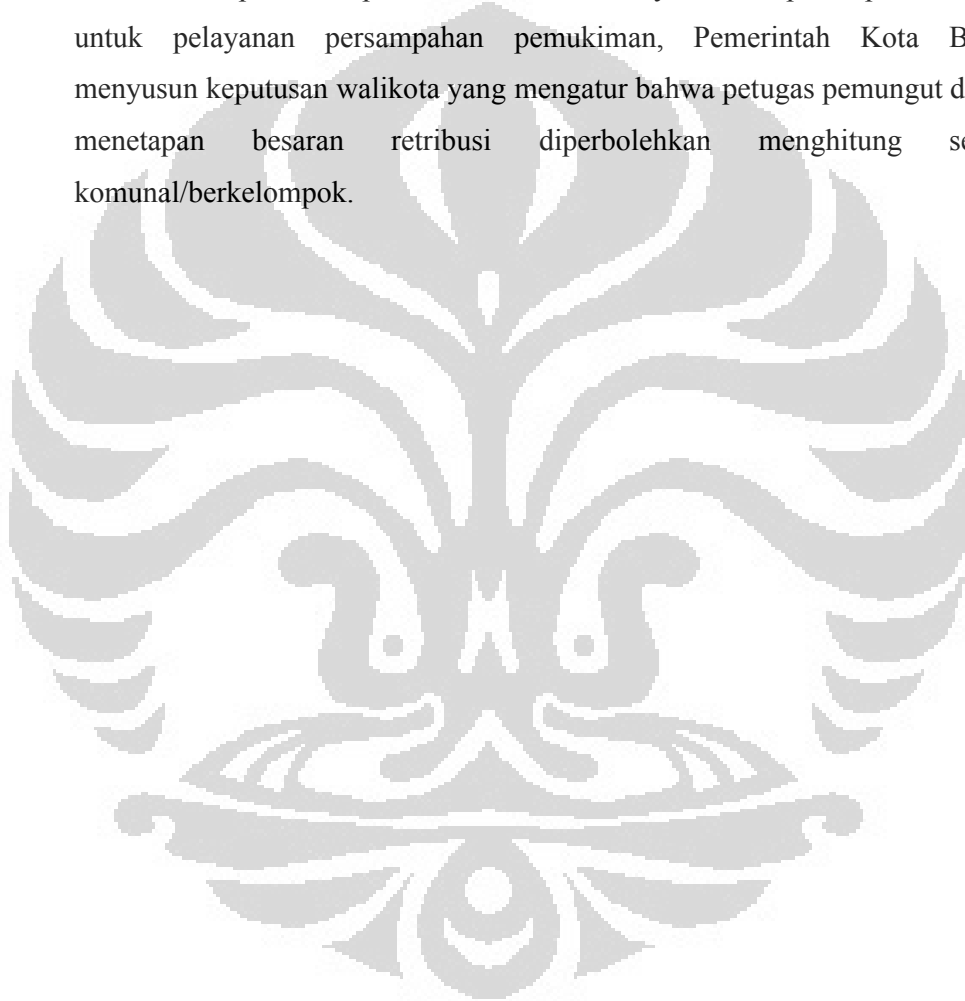 untuk pelayanan persampahan pemukiman, Pemerintah Kota B
menyusun keputusan walikota yang mengatur bahwa petugas pemungut d
menetapan besaran retribusi diperbolehkan menghitung se
komunal/berkelompok.